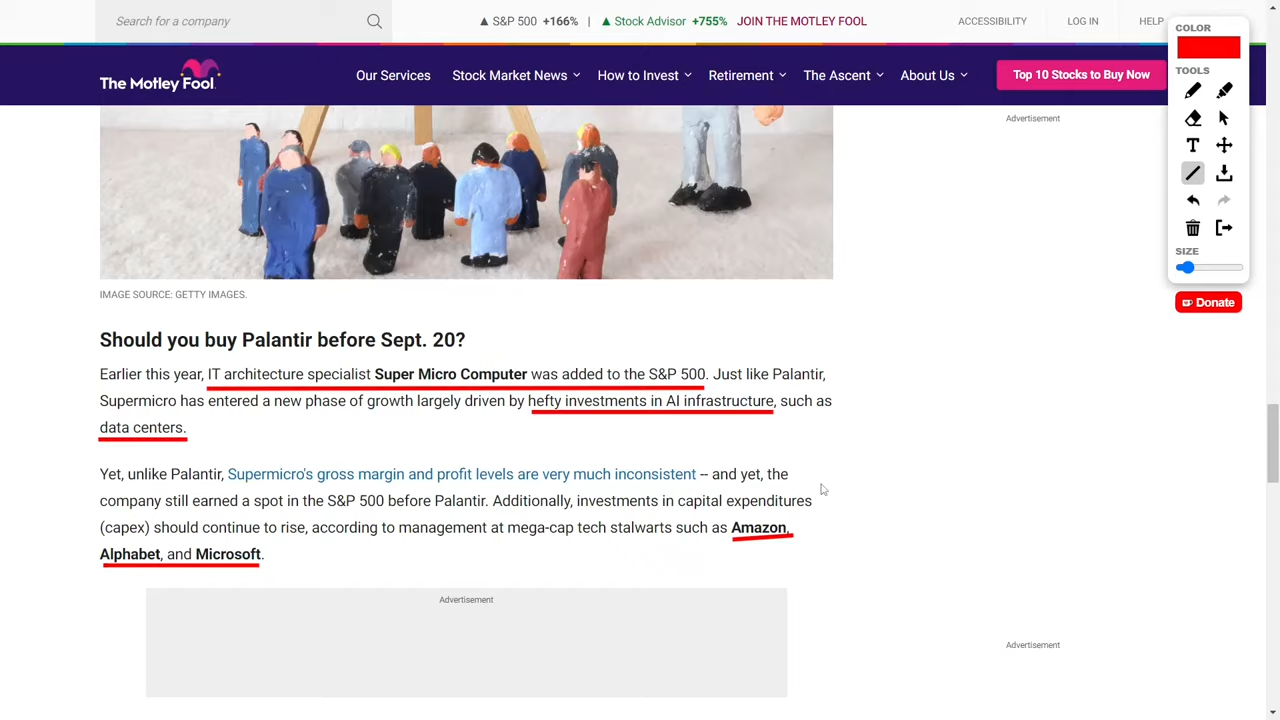 Search for a company
▲ S&P 500 +166% | ▲ Stock Advisor +755% JOIN THE MOTLEY FOOL
ACCESSIBILITY LOG IN HELP
The Motley Fool.
Our Services Stock Market News How to Invest Retirement The Ascent About Us
Top 10 Stocks to Buy Now
COLOR
TOOLS
T
SIZE
Donate
Advertisement
IMAGE SOURCE: GETTY IMAGES.
Should you buy Palantir before Sept. 20?
Earlier this year, IT architecture specialist Super Micro Computer was added to the S&P 500. Just like Palantir,
Supermicro has entered a new phase of growth largely driven by hefty investments in AI infrastructure, such as
data centers.
Yet, unlike Palantir, Supermicro's gross margin and profit levels are very much inconsistent -- and yet, the
company still earned a spot in the S&P 500 before Palantir. Additionally, investments in capital expenditures
(capex) should continue to rise, according to management at mega-cap tech stalwarts such as Amazon,
Alphabet, and Microsoft.
Advertisement
Advertisement